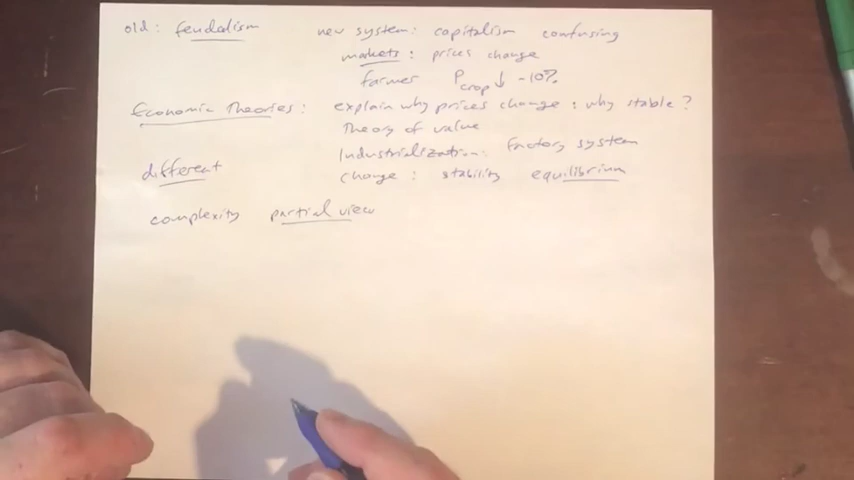 old: feudalism new system: capitalism confusing
markets: prices change
farmer P crop ↓ -10%
Economic Theories: explain why prices change: why stable?
Theory of value
Industrialization: factory system
different change: stability equilibrium
complexity partial view